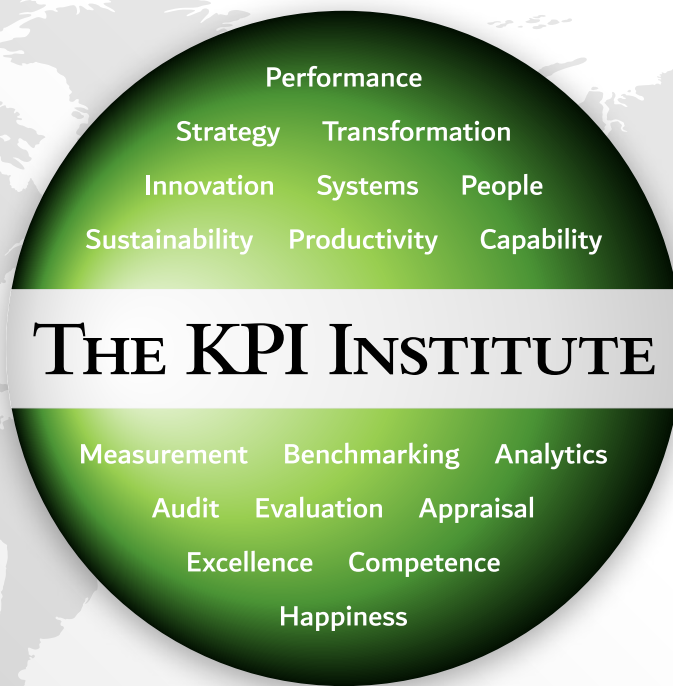 Performance
Strategy Transformation
Innovation Systems People
Sustainability Productivity Capability
THE KPI INSTITUTE
Measurement Benchmarking Analytics
Audit Evaluation Appraisal
Excellence Competence
Happiness